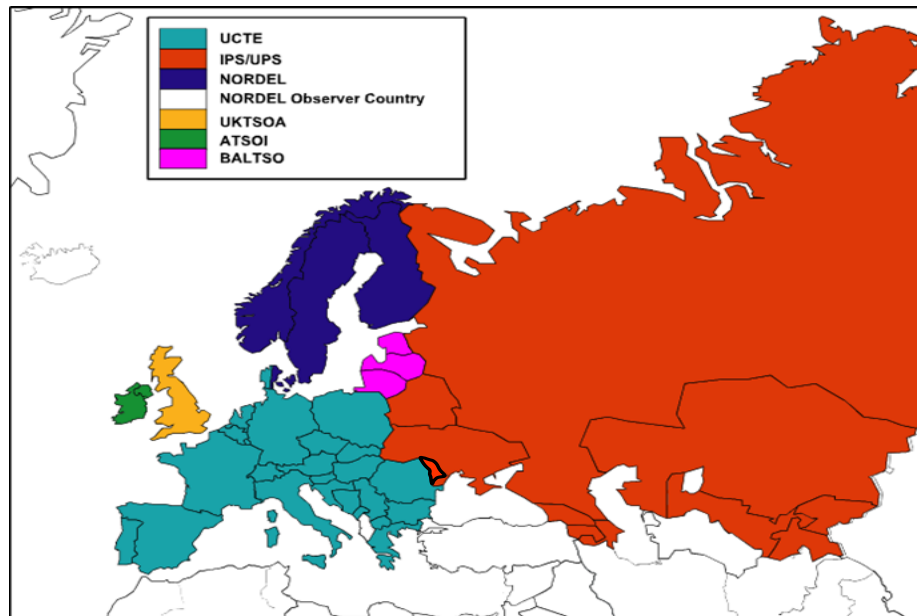 UCTE
IPS/UPS
NORDEL
NORDEL Observer Country
UKTSOA
ATSOI
BALTSO